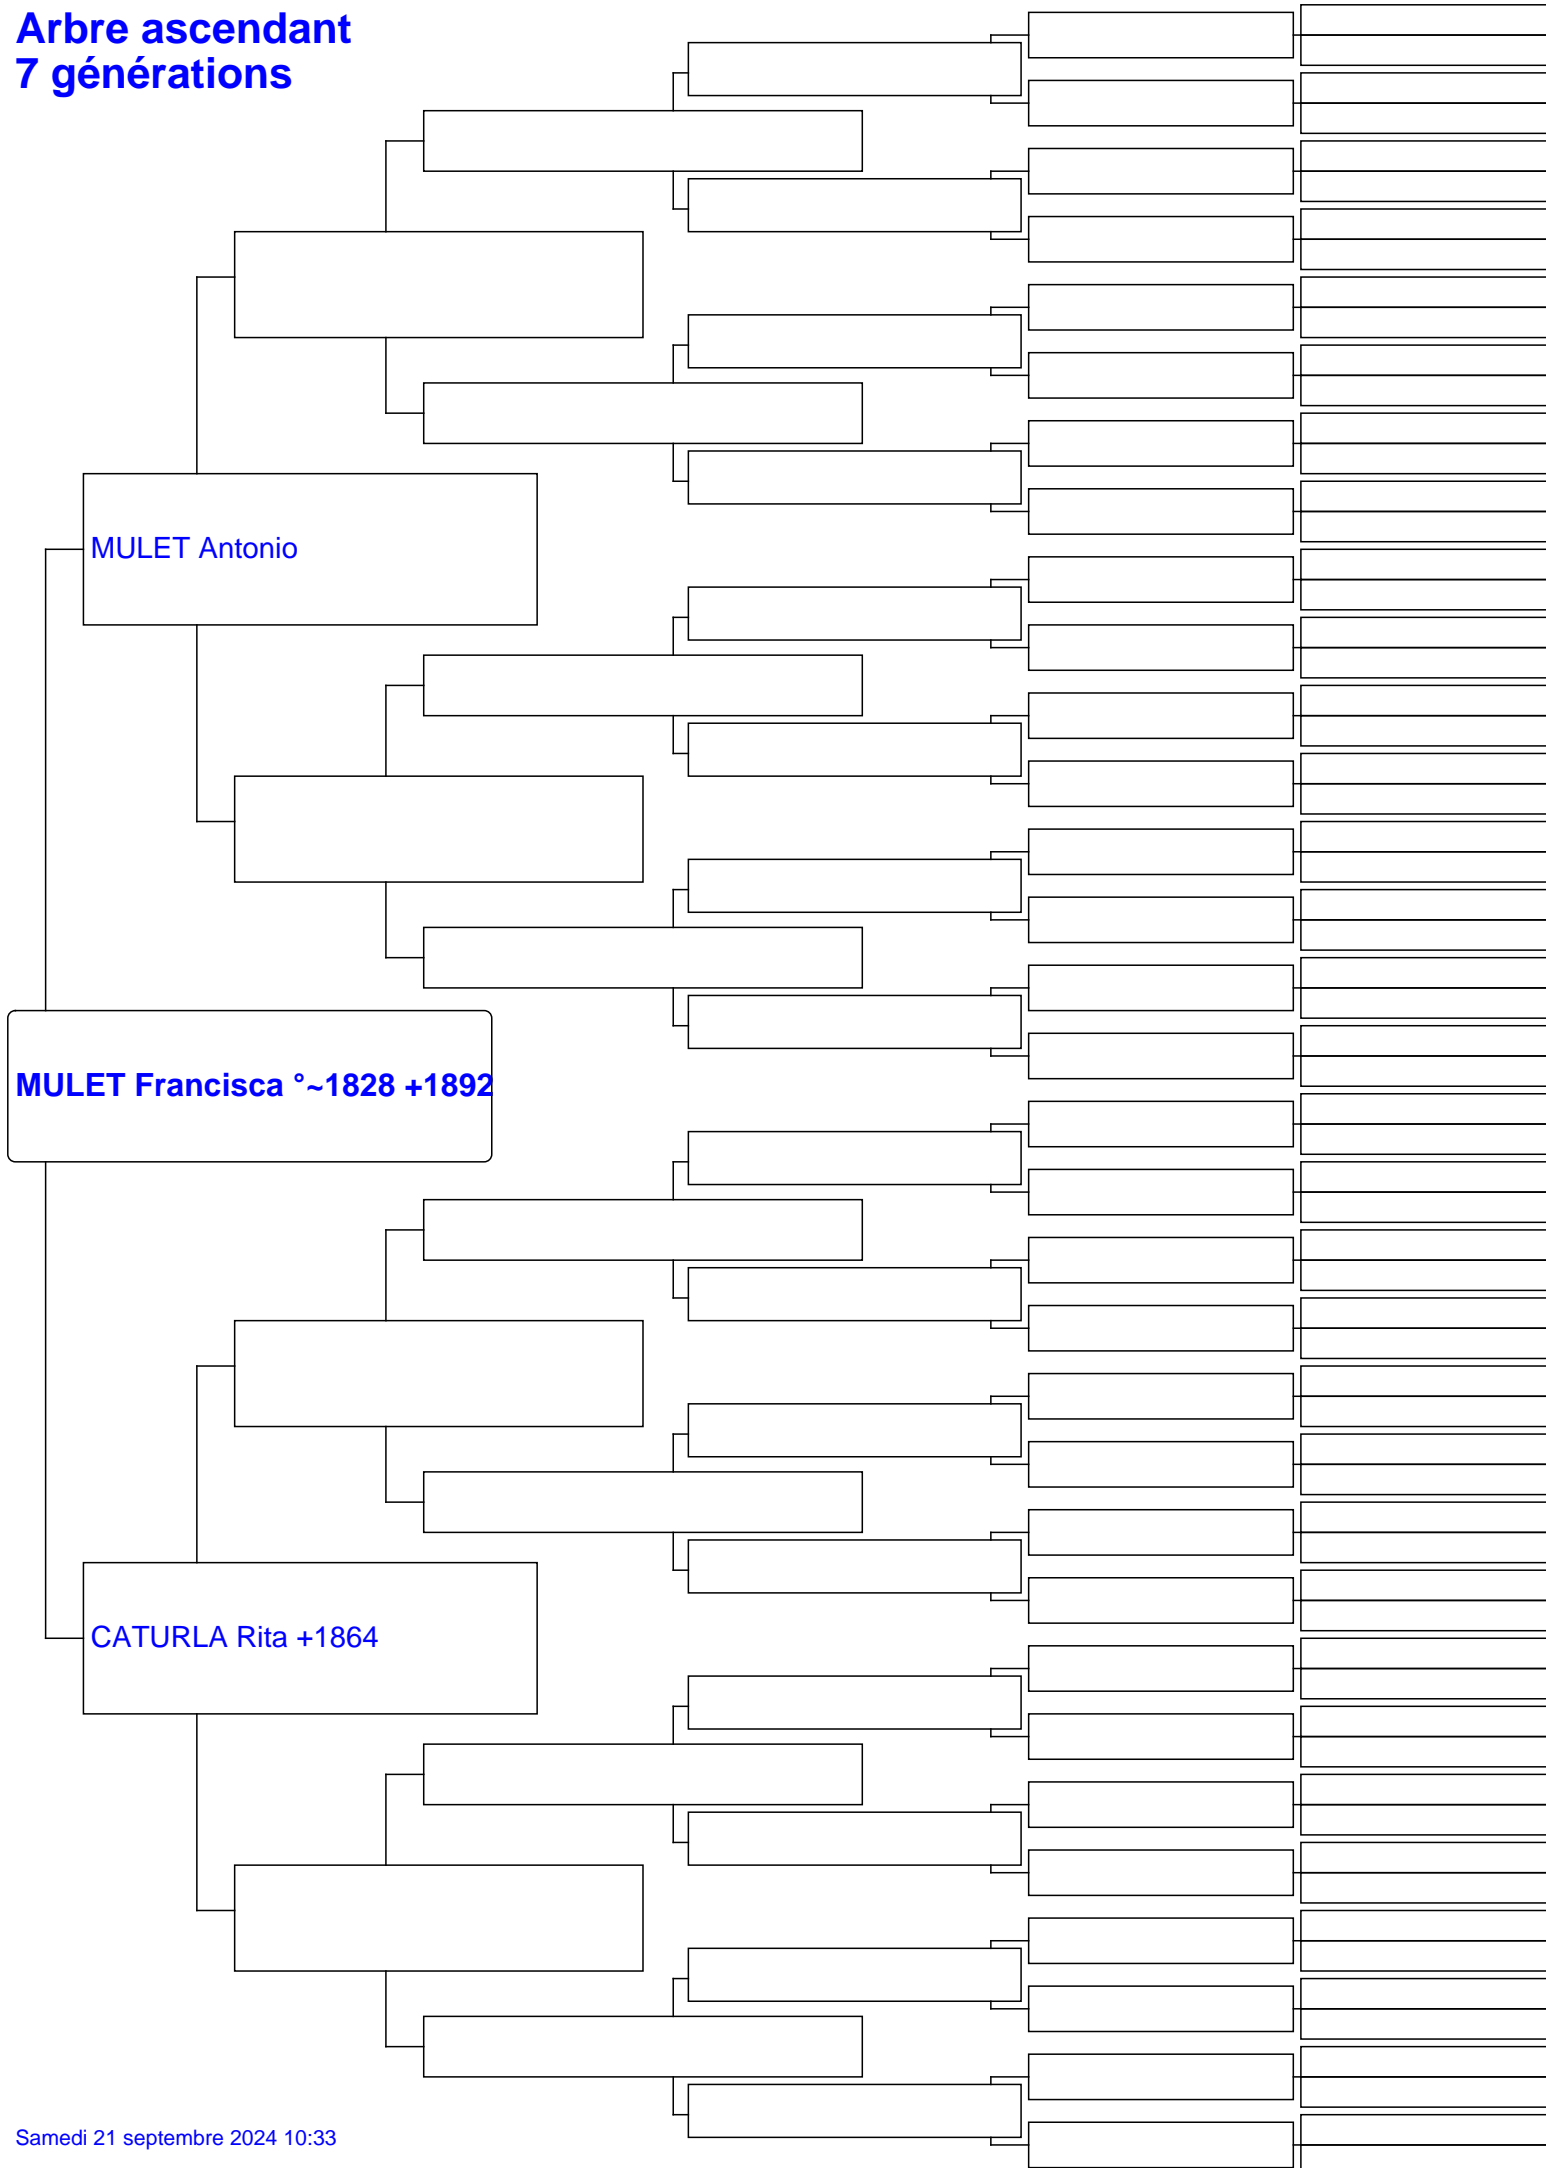 Arbre ascendant
7 générations
MULET Antonio
MULET Francisca °~1828 +1892
CATURLA Rita +1864
Samedi 21 septembre 2024 10:33